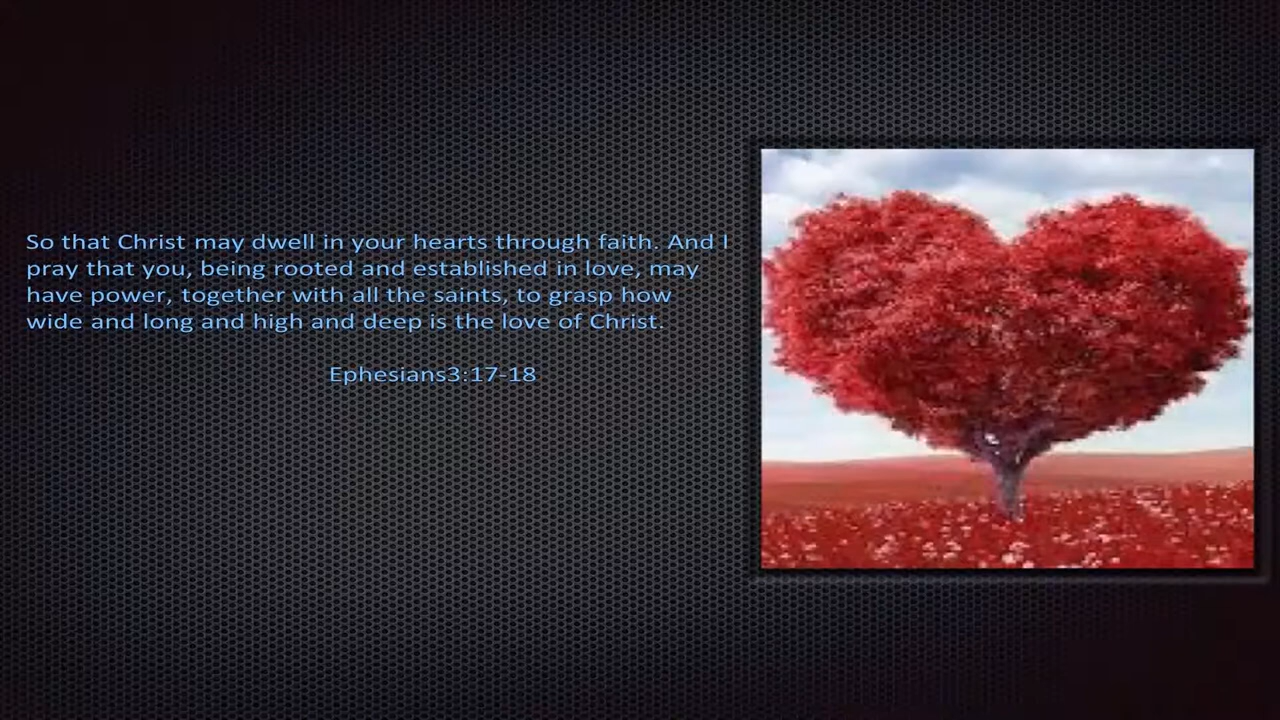 So that Christ may dwell in your hearts through faith. And I
pray that you, being rooted and established in love, may
have power, together with all the saints, to grasp how
wide and long and high and deep is the love of Christ.
Ephesians3:17-18